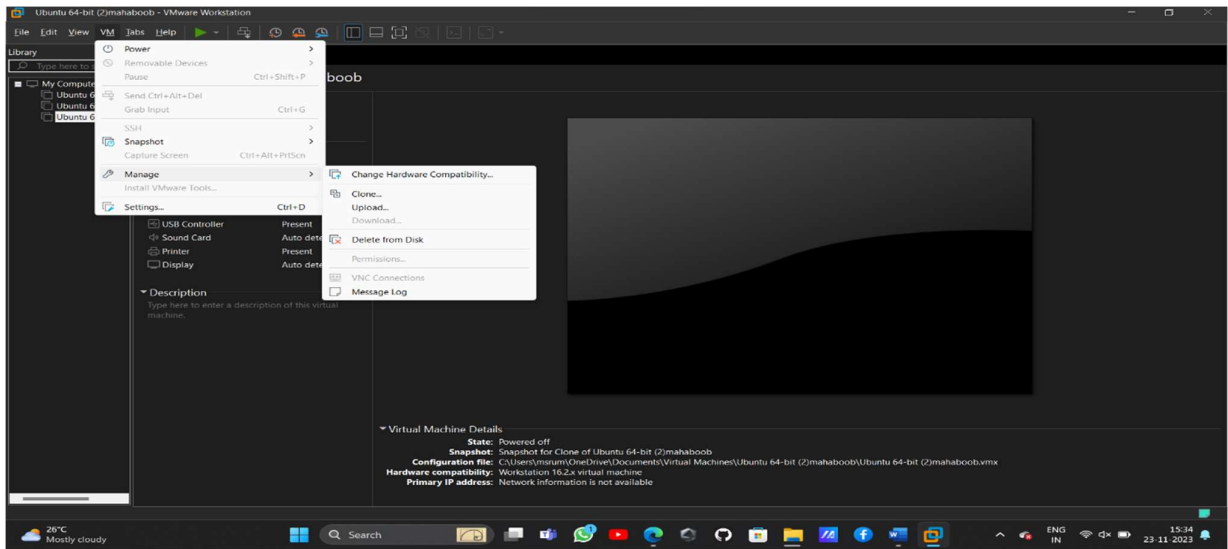 Ubuntu 64-bit (2)mahaboob - VMware Workstation
File Edit View VM Tabs Help
Library
Type here to s
My Compute
Ubuntu 6
Ubuntu 6
Ubuntu 6
boob
Power
Removable Devices
Pause Ctrl+Shift+P
Send Ctrl+Alt+Del
Grab Input Ctrl+G
SSH
Snapshot
Capture Screen Ctrl+Alt+PrtScn
Manage
Install VMware Tools...
Settings... Ctrl+D
Change Hardware Compatibility...
Clone...
Upload...
Download...
Delete from Disk
Permissions...
VNC Connections
Message Log
USB Controller Present
Sound Card Auto dete
Printer Present
Display Auto dete
Description
Type here to enter a description of this virtual
machine.
Virtual Machine Details
State: Powered off
Snapshot: Snapshot for Clone of Ubuntu 64-bit (2)mahaboob
Configuration file: C:\Users\msrum\OneDrive\Documents\Virtual Machines\Ubuntu 64-bit (2)mahaboob\Ubuntu 64-bit (2)mahaboob.vmx
Hardware compatibility: Workstation 16.2.x virtual machine
Primary IP address: Network information is not available
26°C
Mostly cloudy
Search
ENG
IN
15:34
23-11-2023